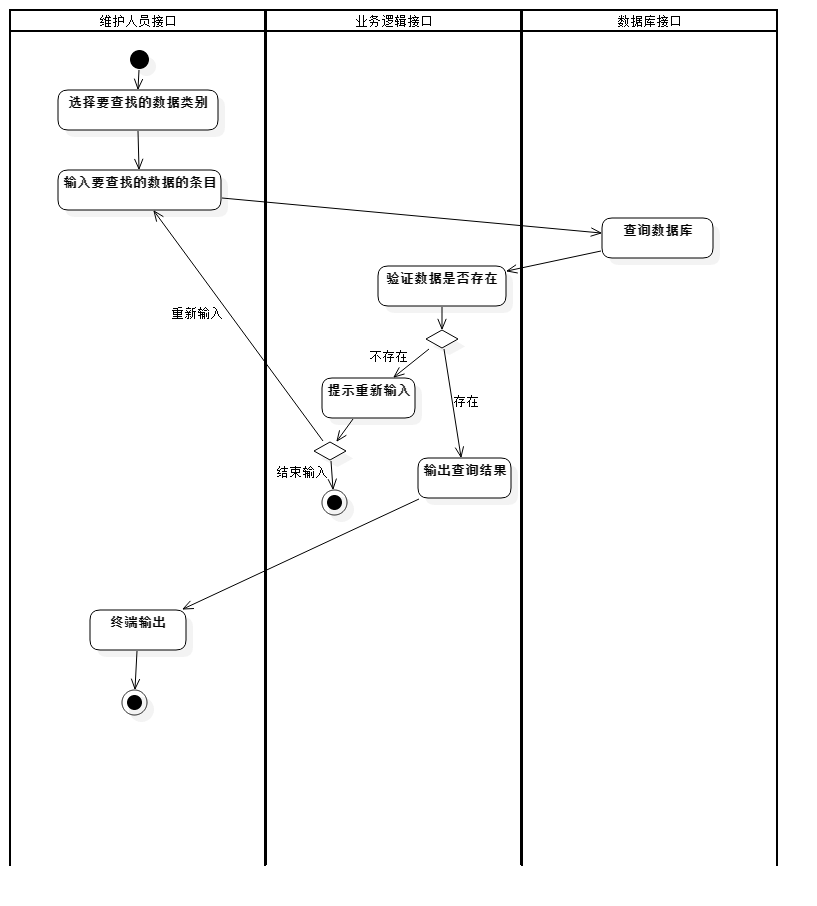 维护人员接口
业务逻辑接口
数据库接口
选择要查找的数据类别
输入要查找的数据的条目
查询数据库
验证数据是否存在
重新输入
不存在
提示重新输入
存在
结束输入
输出查询结果
终端输出